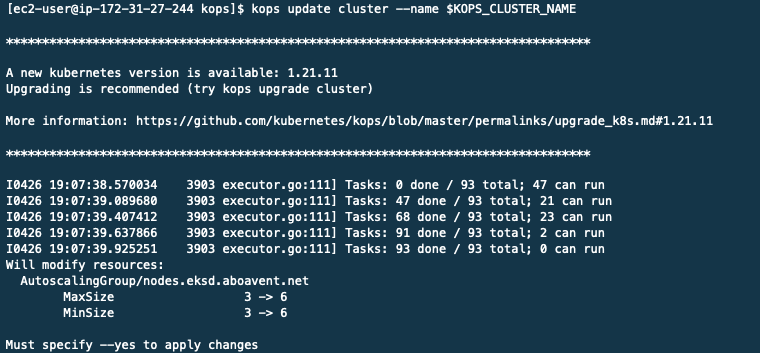 [ec2-user@ip-172-31-27-244 kops]$ kops update cluster --name $KOPS_CLUSTER_NAME
*********************************************************************************
A new kubernetes version is available: 1.21.11
Upgrading is recommended (try kops upgrade cluster)
More information: https://github.com/kubernetes/kops/blob/master/permalinks/upgrade_k8s.md#1.21.11
*********************************************************************************
I0426 19:07:38.570034    3903 executor.go:111] Tasks: 0 done / 93 total; 47 can run
I0426 19:07:39.089680    3903 executor.go:111] Tasks: 47 done / 93 total; 21 can run
I0426 19:07:39.407412    3903 executor.go:111] Tasks: 68 done / 93 total; 23 can run
I0426 19:07:39.637866    3903 executor.go:111] Tasks: 91 done / 93 total; 2 can run
I0426 19:07:39.925251    3903 executor.go:111] Tasks: 93 done / 93 total; 0 can run
Will modify resources:
  AutoscalingGroup/nodes.eksd.aboavent.net
        MaxSize                  3 -> 6
        MinSize                  3 -> 6
Must specify --yes to apply changes